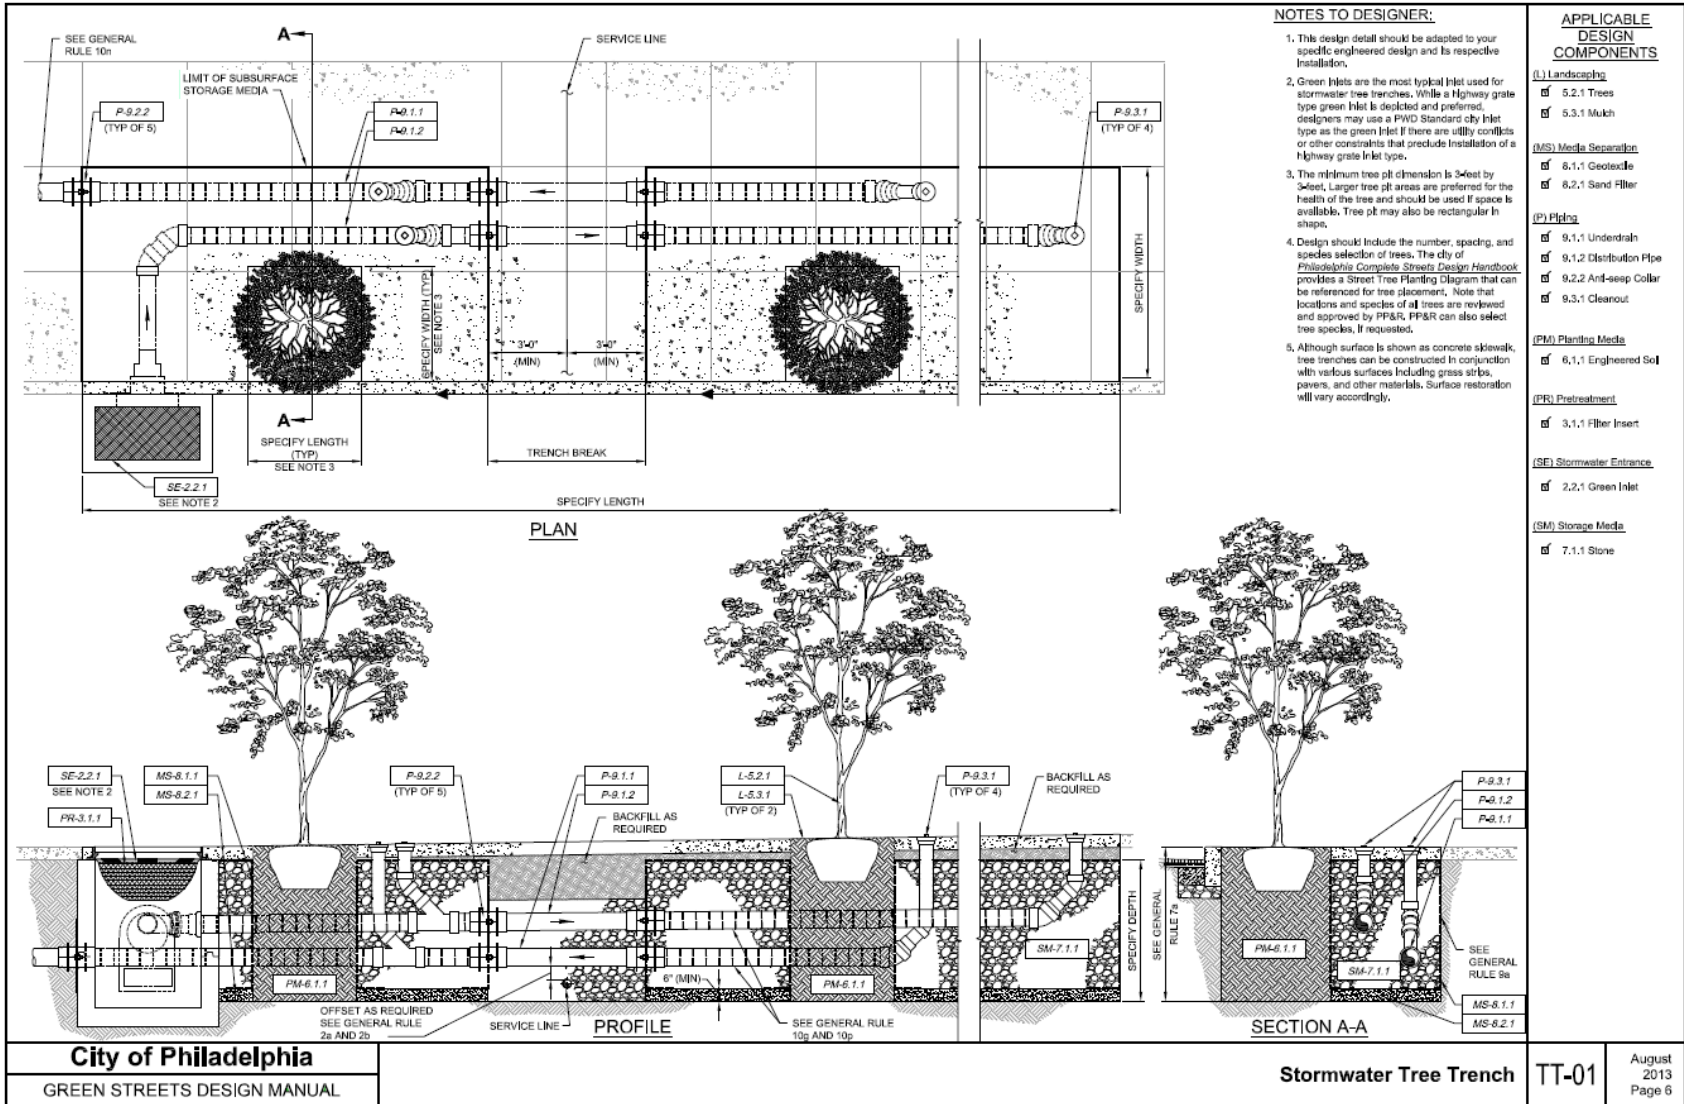 SEE GENERAL
RULE 10n
A
SERVICE LINE
LIMIT OF SUBSURFACE
STORAGE MEDIA
P-9.2.2
(TYP OF 5)
P-9.1.1
P-9.1.2
P-9.3.1
(TYP OF 4)
SPECIFY WIDTH (TYP)
SEE NOTE 3
SPECIFY WIDTH
3'-0"
(MIN)
3'-0"
(MIN)
A
SPECIFY LENGTH
(TYP)
SEE NOTE 3
TRENCH BREAK
SE-2.2.1
SEE NOTE 2
SPECIFY LENGTH
PLAN
NOTES TO DESIGNER:
1. This design detail should be adapted to your
specific engineered design and its respective
installation.
2. Green inlets are the most typical inlet used for
stormwater tree trenches. While a highway grate
type green inlet is depicted and preferred,
designers may use a PWD Standard city inlet
type as the green inlet if there are utility conflicts
or other constraints that preclude installation of a
highway grate inlet type.
3. The minimum tree pit dimension is 3-feet by
3-feet. Larger tree pit areas are preferred for the
health of the tree and should be used if space is
available. Tree pit may also be rectangular in
shape.
4. Design should include the number, spacing, and
species selection of trees. The city of
Philadelphia Complete Streets Design Handbook
provides a Street Tree Planting Diagram that can
be referenced for tree placement. Note that
locations and species of all trees are reviewed
and approved by PP&R. PP&R can also select
tree species, if requested.
5. Although surface is shown as concrete sidewalk,
tree trenches can be constructed in conjunction
with various surfaces including grass strips,
pavers, and other materials. Surface restoration
will vary accordingly.
APPLICABLE
DESIGN
COMPONENTS
(L) Landscaping
5.2.1 Trees
5.3.1 Mulch
(MS) Media Separation
8.1.1 Geotextile
8.2.1 Sand Filter
(P) Piping
9.1.1 Underdrain
9.1.2 Distribution Pipe
9.2.2 Anti-seep Collar
9.3.1 Cleanout
(PM) Planting Media
6.1.1 Engineered Soil
(PR) Pretreatment
3.1.1 Filter Insert
(SE) Stormwater Entrance
2.2.1 Green Inlet
(SM) Storage Media
7.1.1 Stone
SE-2.2.1
SEE NOTE 2
PR-3.1.1
MS-8.1.1
MS-8.2.1
P-9.2.2
(TYP OF 5)
P-9.1.1
P-9.1.2
BACKFILL AS
REQUIRED
L-5.2.1
L-5.3.1
(TYP OF 2)
P-9.3.1
(TYP OF 4)
BACKFILL AS
REQUIRED
PM-6.1.1
6" (MIN)
PM-6.1.1
SM-7.1.1
SPECIFY DEPTH
OFFSET AS REQUIRED
SEE GENERAL RULE
2a AND 2b
SERVICE LINE
PROFILE
SEE GENERAL RULE
10g AND 10p
SEE GENERAL
RULE 7a
P-9.3.1
P-9.1.2
P-9.1.1
PM-6.1.1
SM-7.1.1
SEE
GENERAL
RULE 9a
MS-8.1.1
MS-8.2.1
SECTION A-A
City of Philadelphia
GREEN STREETS DESIGN MANUAL
Stormwater Tree Trench
TT-01
August
2013
Page 6